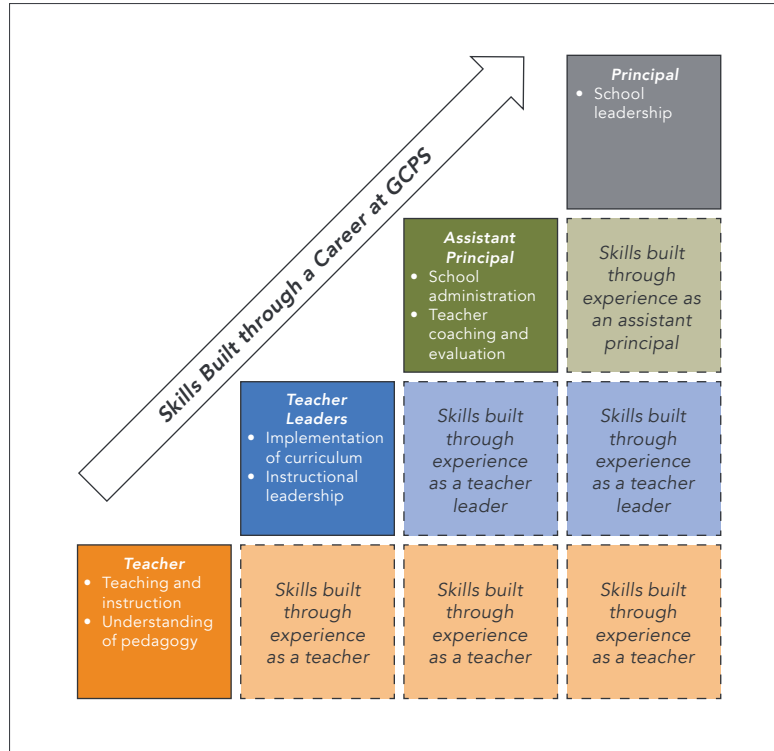 Skills Built through a Career at GCPS
Principal
• School
leadership
Assistant
Principal
• School
administration
• Teacher
coaching and
evaluation
Skills built
through
experience as
an assistant
principal
Teacher
Leaders
• Implementation
of curriculum
• Instructional
leadership
Skills built
through
experience
as a teacher
leader
Skills built
through
experience
as a teacher
leader
Teacher
• Teaching and
instruction
• Understanding
of pedagogy
Skills built
through
experience
as a teacher
Skills built
through
experience
as a teacher
Skills built
through
experience
as a teacher